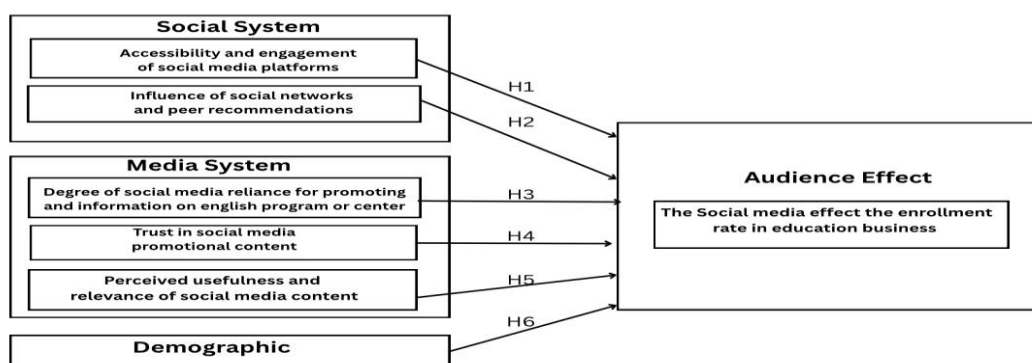 Social System
Accessibility and engagement
of social media platforms
Influence of social networks
and peer recommendations
Media System
Degree of social media reliance for promoting
and information on english program or center
Trust in social media
promotional content
Perceived usefulness and
relevance of social media content
Demographic
H1
H2
H3
H4
H5
H6
Audience Effect
The Social media effect the enrollment
rate in education business